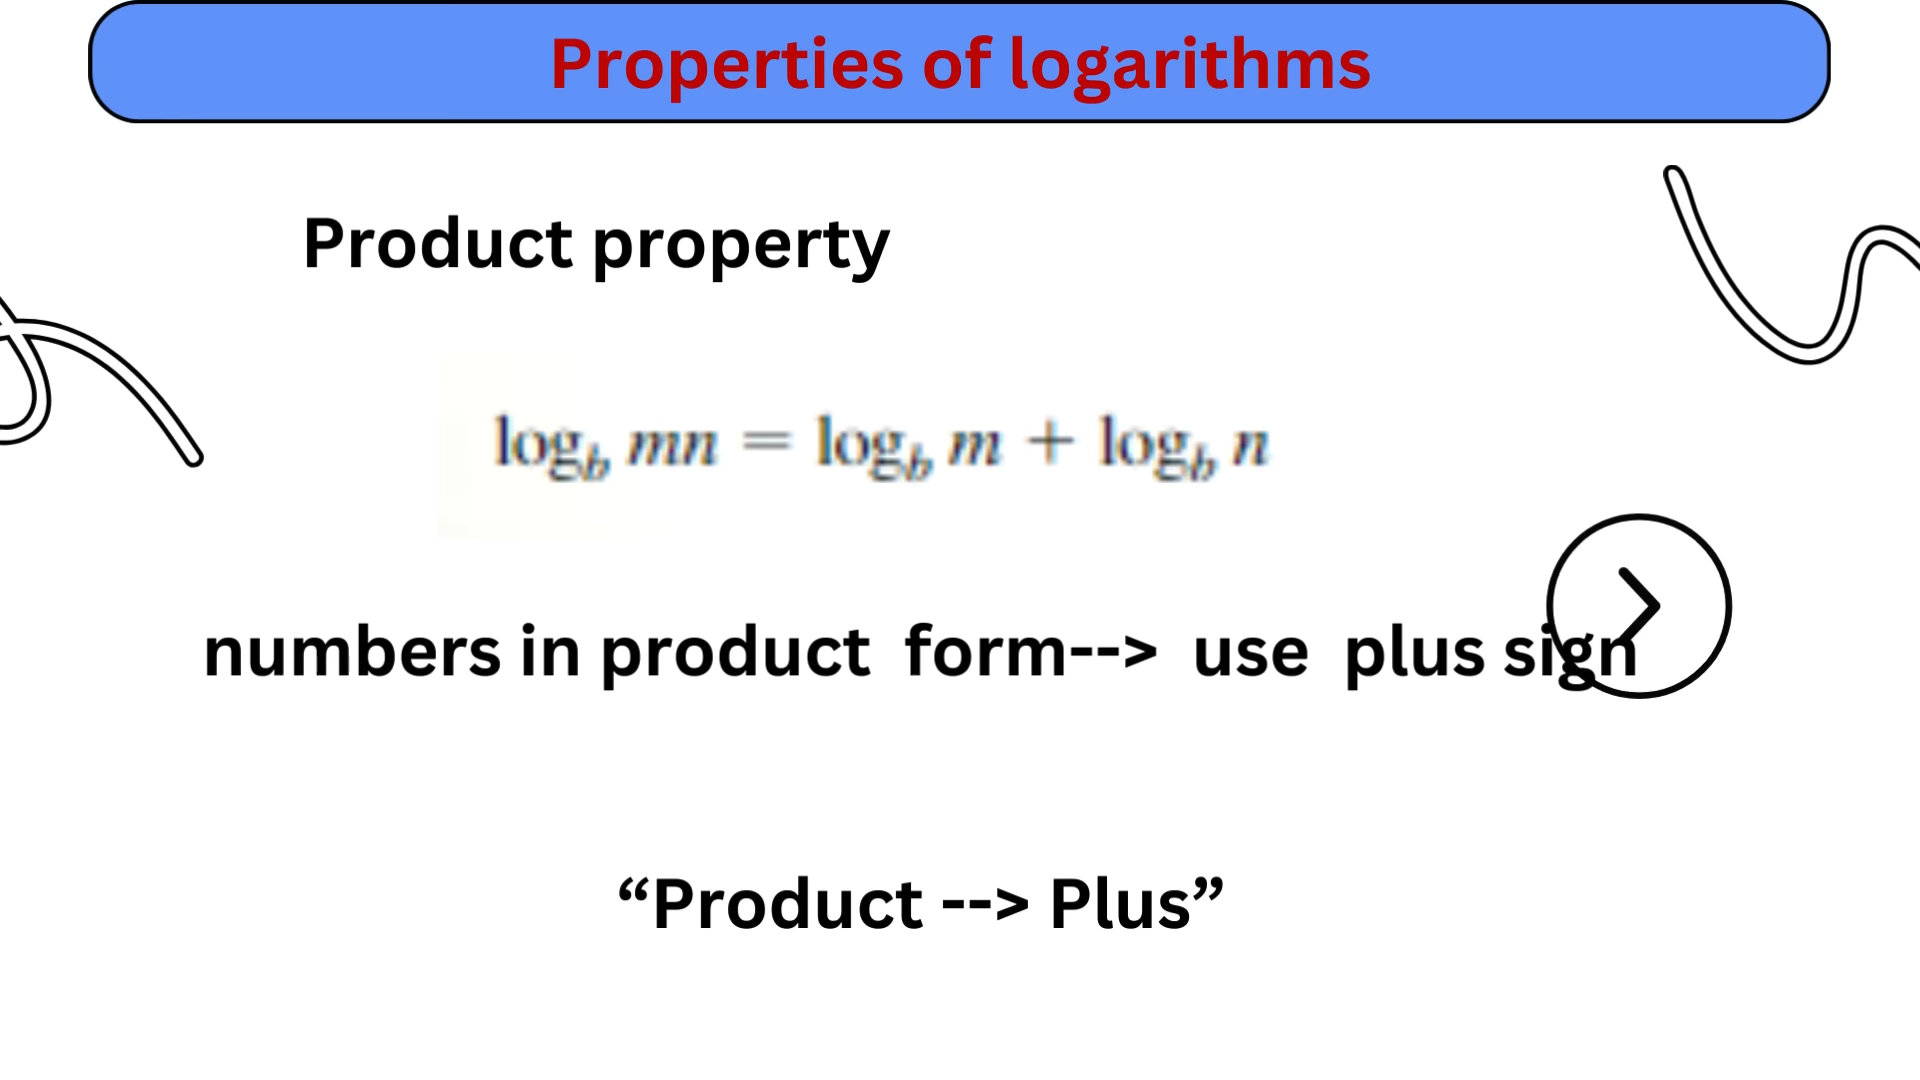 Properties of logarithms
Product property
log_b mn = log_b m + log_b n
numbers in product form--> use plus sign
“Product --> Plus”